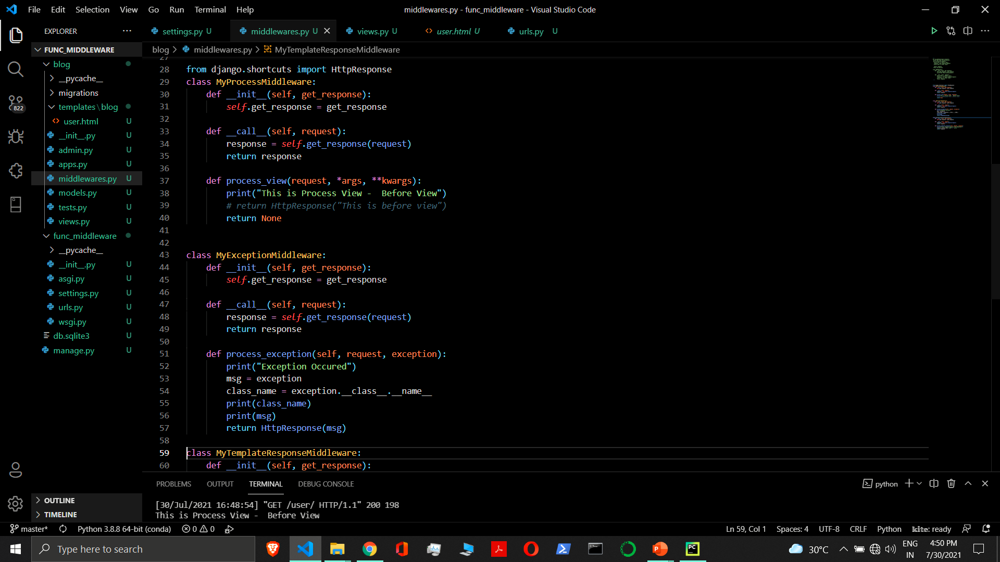 File Edit Selection View Go Run Terminal Help
middlewares.py - func_middleware - Visual Studio Code
EXPLORER
settings.py U
middlewares.py U
views.py U
user.html U
urls.py U
FUNC_MIDDLEWARE
blog > middlewares.py > MyTemplateResponseMiddleware
blog
__pycache__
migrations
templates\blog
user.html U
__init__.py U
admin.py U
apps.py U
middlewares.py U
models.py U
tests.py U
views.py U
func_middleware
__pycache__
__init__.py U
asgi.py U
settings.py U
urls.py U
wsgi.py U
db.sqlite3 U
manage.py U
822
OUTLINE
TIMELINE
27
28 from django.shortcuts import HttpResponse
29 class MyProcessMiddleware:
30     def __init__(self, get_response):
31         self.get_response = get_response
32
33     def __call__(self, request):
34         response = self.get_response(request)
35         return response
36
37     def process_view(request, *args, **kwargs):
38         print("This is Process View -  Before View")
39         # return HttpResponse("This is before view")
40         return None
41
42
43 class MyExceptionMiddleware:
44     def __init__(self, get_response):
45         self.get_response = get_response
46
47     def __call__(self, request):
48         response = self.get_response(request)
49         return response
50
51     def process_exception(self, request, exception):
52         print("Exception Occured")
53         msg = exception
54         class_name = exception.__class__.__name__
55         print(class_name)
56         print(msg)
57         return HttpResponse(msg)
58
59 class MyTemplateResponseMiddleware:
60     def __init__(self, get_response):
PROBLEMS OUTPUT TERMINAL DEBUG CONSOLE
python
[30/Jul/2021 16:48:54] "GET /user/ HTTP/1.1" 200 198
This is Process View -  Before View
master* Python 3.8.8 64-bit (conda) 0 0
Ln 59, Col 1 Spaces: 4 UTF-8 CRLF Python kite: ready
Type here to search
30°C
ENG
IN
4:50 PM
7/30/2021